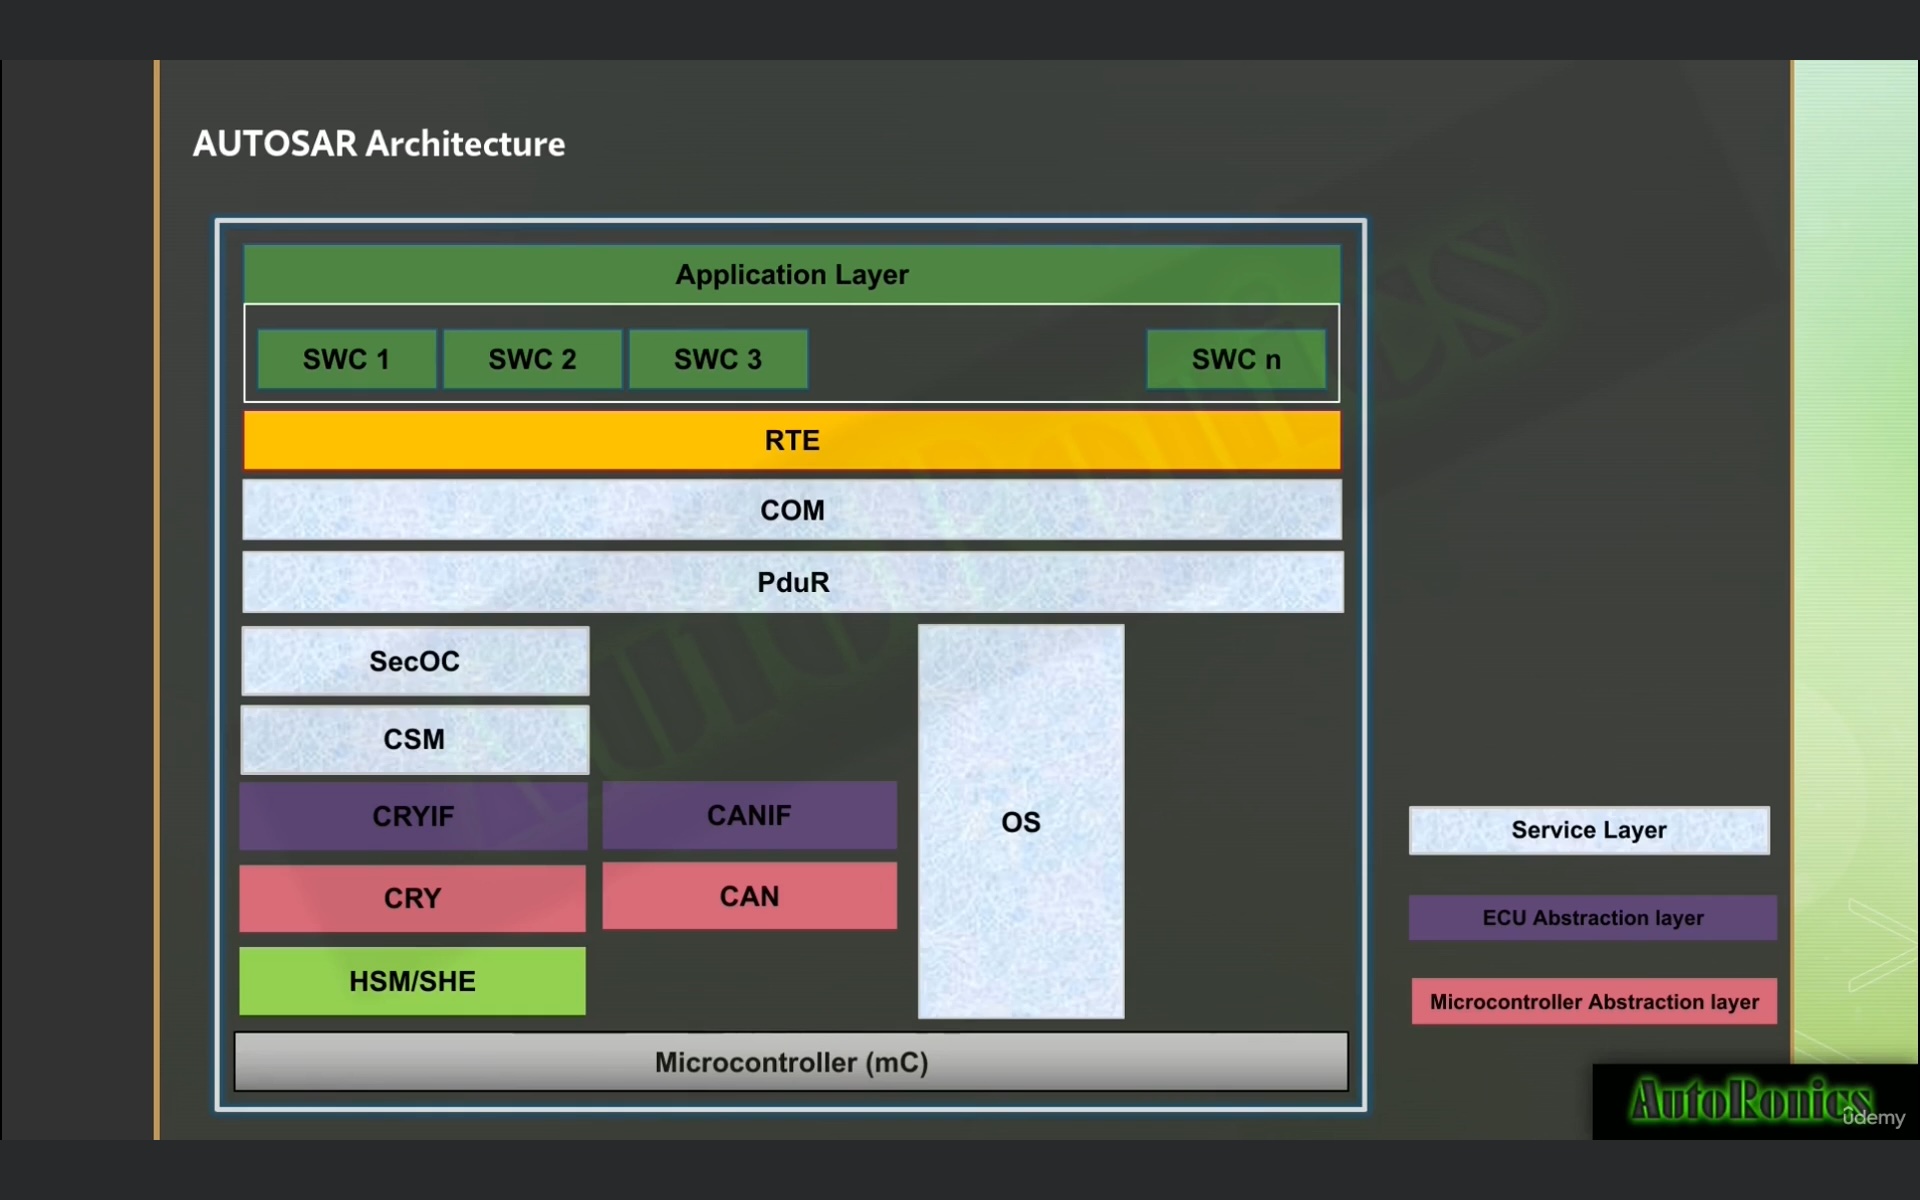 AUTOSAR Architecture
Application Layer
SWC 1
SWC 2
SWC 3
SWC n
RTE
COM
PduR
SecOC
CSM
CRYIF
CANIF
CRY
CAN
HSM/SHE
OS
Microcontroller (mC)
Service Layer
ECU Abstraction layer
Microcontroller Abstraction layer
AutoRonics
ûdemy